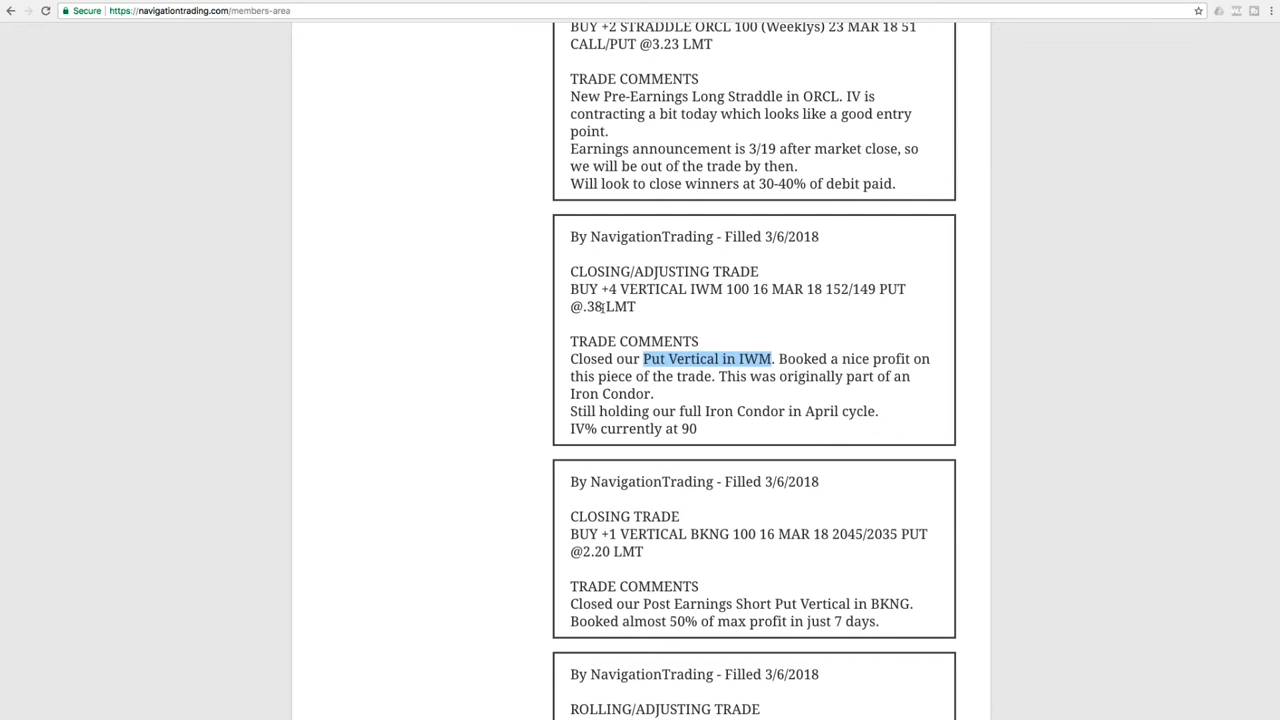 Secure
https://navigationtrading.com/members-area
BUY +2 STRADDLE ORCL 100 (Weeklys) 23 MAR 18 51
CALL/PUT @3.23 LMT
TRADE COMMENTS
New Pre-Earnings Long Straddle in ORCL. IV is
contracting a bit today which looks like a good entry
point.
Earnings announcement is 3/19 after market close, so
we will be out of the trade by then.
Will look to close winners at 30-40% of debit paid.
By NavigationTrading - Filled 3/6/2018
CLOSING/ADJUSTING TRADE
BUY +4 VERTICAL IWM 100 16 MAR 18 152/149 PUT
@.38 LMT
TRADE COMMENTS
Closed our Put Vertical in IWM. Booked a nice profit on
this piece of the trade. This was originally part of an
Iron Condor.
Still holding our full Iron Condor in April cycle.
IV% currently at 90
By NavigationTrading - Filled 3/6/2018
CLOSING TRADE
BUY +1 VERTICAL BKNG 100 16 MAR 18 2045/2035 PUT
@2.20 LMT
TRADE COMMENTS
Closed our Post Earnings Short Put Vertical in BKNG.
Booked almost 50% of max profit in just 7 days.
By NavigationTrading - Filled 3/6/2018
ROLLING/ADJUSTING TRADE